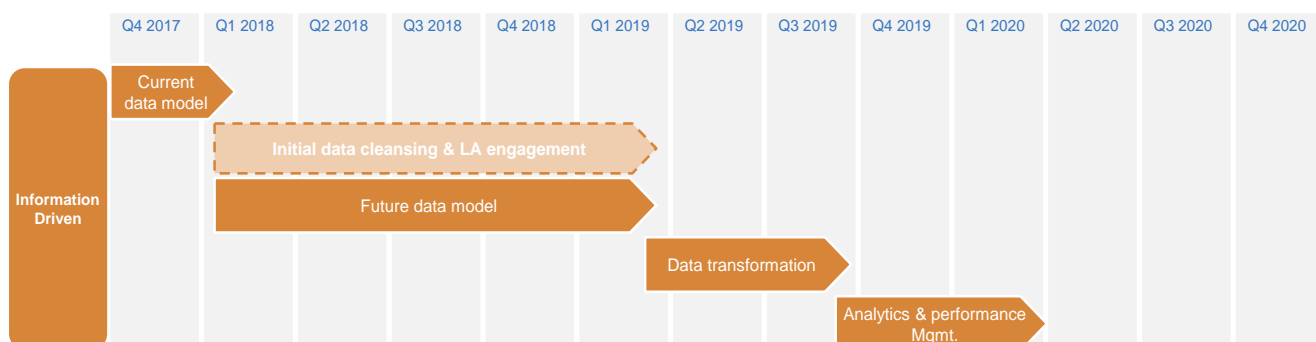 Q4 2017 Q1 2018 Q2 2018 Q3 2018 Q4 2018 Q1 2019 Q2 2019 Q3 2019 Q4 2019 Q1 2020 Q2 2020 Q3 2020 Q4 2020
Current
data model
Initial data cleansing & LA engagement
Information
Driven
Future data model
Data transformation
Analytics & performance
Mgmt.